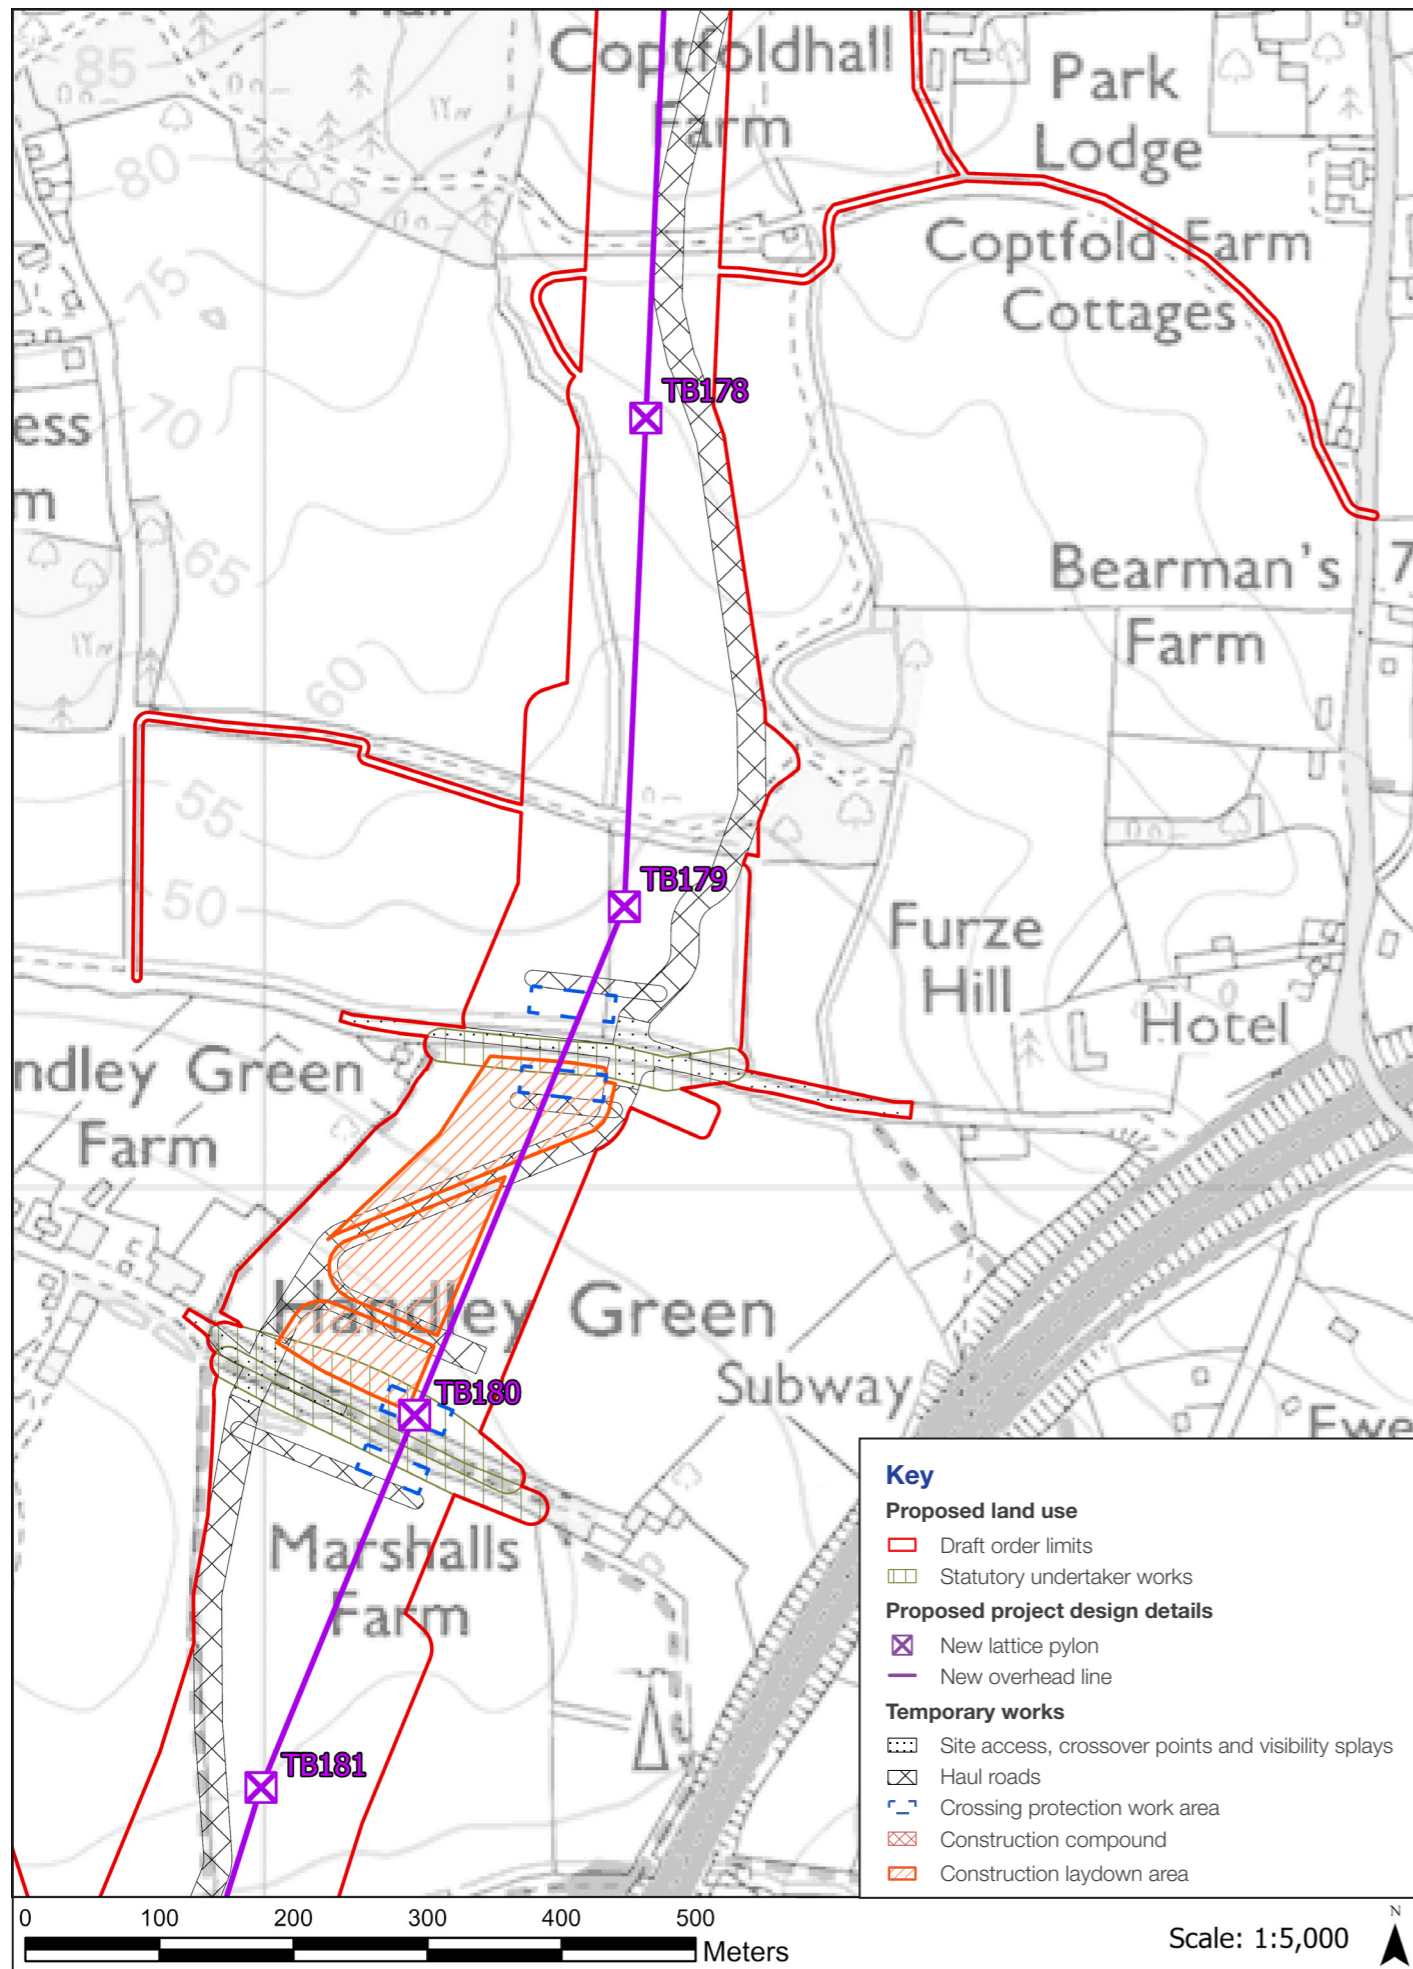 Coptfoldhall
Farm
Park
Lodge
85
80
Coptfold Farm
Cottages
75
TB178
70
ess
m
65
Bearman's
Farm
7
60
55
50
TB179
Furze
Hill
Hotel
ndley Green
Farm
Handley Green
Subway
TB180
Ewe
Marshalls
Farm
TB181
Key
Proposed land use
Draft order limits
Statutory undertaker works
Proposed project design details
New lattice pylon
New overhead line
Temporary works
Site access, crossover points and visibility splays
Haul roads
Crossing protection work area
Construction compound
Construction laydown area
0 100 200 300 400 500
Meters
Scale: 1:5,000
N